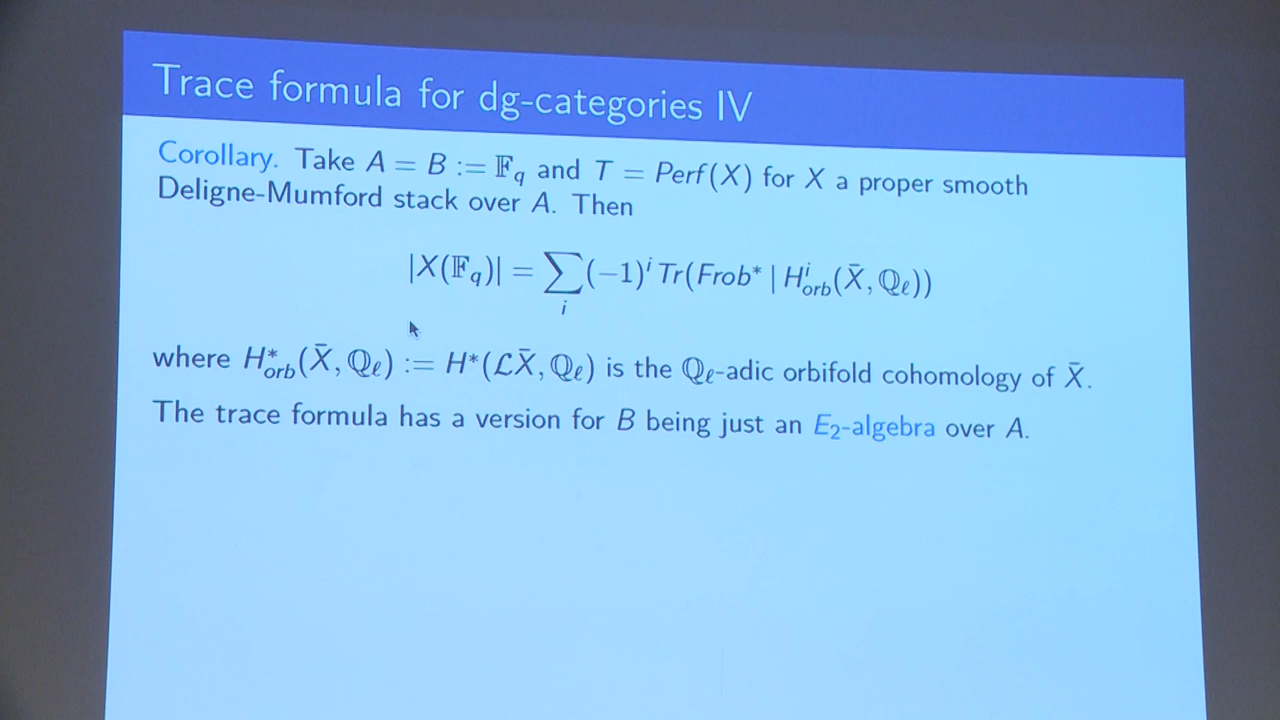 Trace formula for dg-categories IV
Corollary. Take A = B := 𝔽_q and T = Perf(X) for X a proper smooth
Deligne-Mumford stack over A. Then
|X(𝔽_q)| = ∑_i (−1)^i Tr(Frob* | H^i_orb(X̄, ℚ_ℓ))
where H*_orb(X̄, ℚ_ℓ) := H*(ℒX̄, ℚ_ℓ) is the ℚ_ℓ-adic orbifold cohomology of X̄.
The trace formula has a version for B being just an E₂-algebra over A.